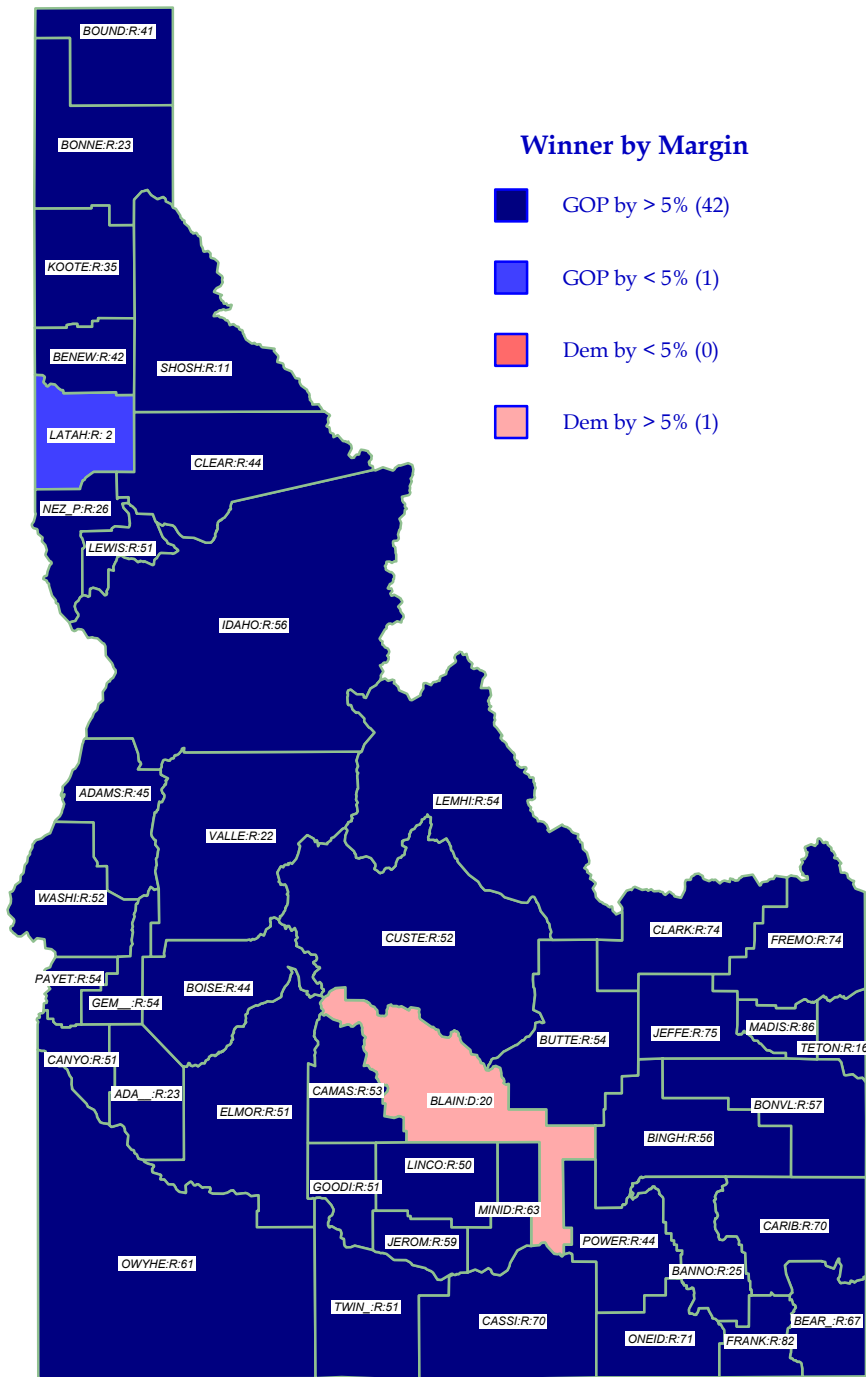 BOUND:R:41
Winner by Margin
BONNE:R:23
GOP by > 5% (42)
GOP by < 5% (1)
KOOTE:R:35
Dem by < 5% (0)
BENEW:R:42
SHOSH:R:11
Dem by > 5% (1)
LATAH:R: 2
CLEAR:R:44
NEZ_P:R:26
LEWIS:R:51
IDAHO:R:56
ADAMS:R:45
LEMHI:R:54
VALLE:R:22
WASHI:R:52
CUSTE:R:52
CLARK:R:74
FREMO:R:74
PAYET:R:54
BOISE:R:44
GEM__:R:54
MADIS:R:86
JEFFE:R:75
BUTTE:R:54
TETON:R:16
CANYO:R:51
ADA__:R:23
CAMAS:R:53
BLAIN:D:20
BONVL:R:57
ELMOR:R:51
BINGH:R:56
LINCO:R:50
GOODI:R:51
MINID:R:63
CARIB:R:70
JEROM:R:59
POWER:R:44
OWYHE:R:61
BANNO:R:25
TWIN_:R:51
CASSI:R:70
BEAR_:R:67
ONEID:R:71
FRANK:R:82